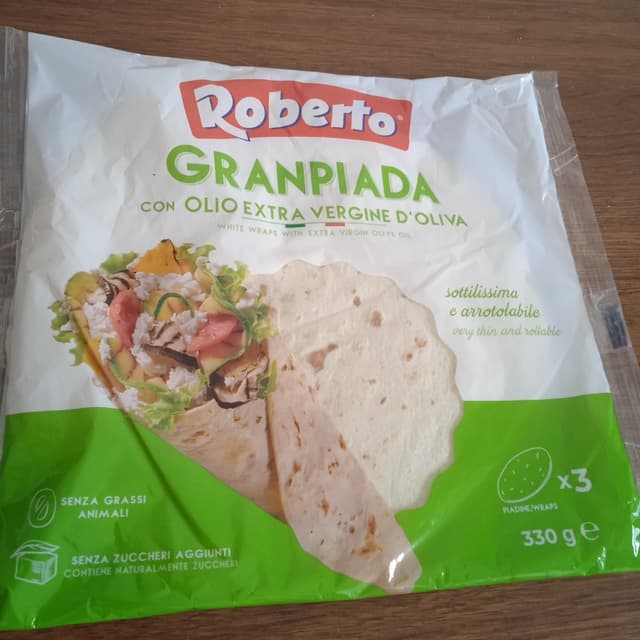 Roberto
GRANPIADA
CON OLIO EXTRA VERGINE D'OLIVA
WHITE WRAPS WITH EXTRA VIRGIN OLIVE OIL
sottilissima
e arrotolabile
very thin and rollable
SENZA GRASSI
ANIMALI
SENZA ZUCCHERI AGGIUNTI
CONTIENE NATURALMENTE ZUCCHERI
x3
PIADINE/WRAPS
330 g e